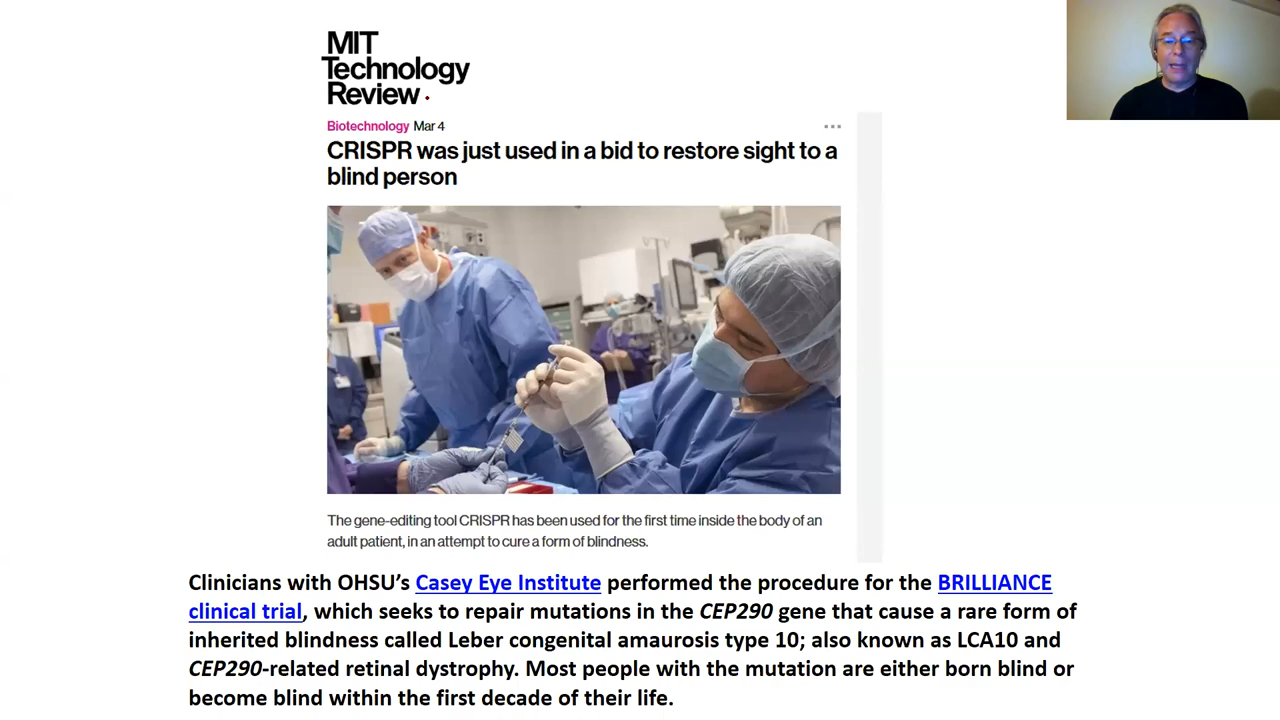 MIT
Technology
Review
Biotechnology Mar 4
CRISPR was just used in a bid to restore sight to a
blind person
The gene-editing tool CRISPR has been used for the first time inside the body of an
adult patient, in an attempt to cure a form of blindness.
Clinicians with OHSU’s Casey Eye Institute performed the procedure for the BRILLIANCE
clinical trial, which seeks to repair mutations in the CEP290 gene that cause a rare form of
inherited blindness called Leber congenital amaurosis type 10; also known as LCA10 and
CEP290-related retinal dystrophy. Most people with the mutation are either born blind or
become blind within the first decade of their life.